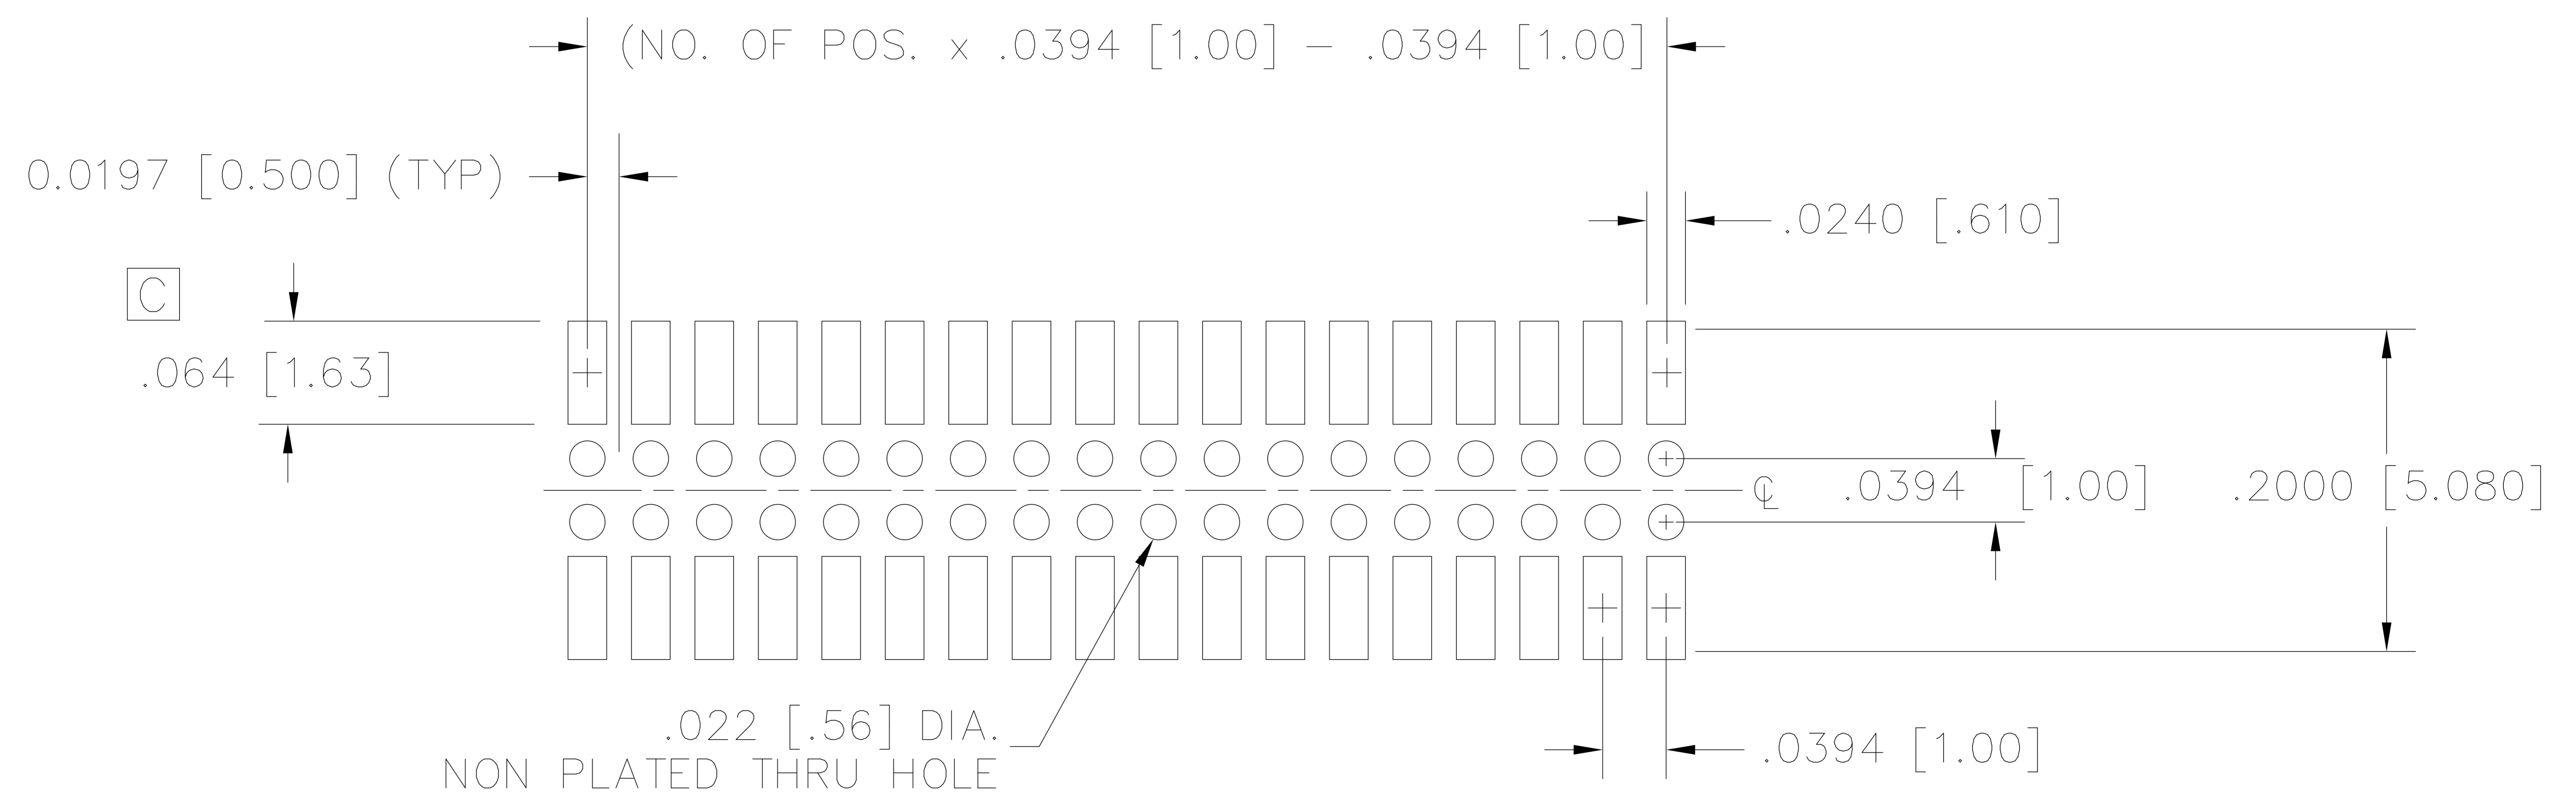 (NO. OF POS. x .0394 [1.00] - .0394 [1.00]
0.0197 [0.500] (TYP)
.0240 [.610]
C
.064 [1.63]
℄ .0394 [1.00] .2000 [5.080]
.022 [.56] DIA.
NON PLATED THRU HOLE
.0394 [1.00]